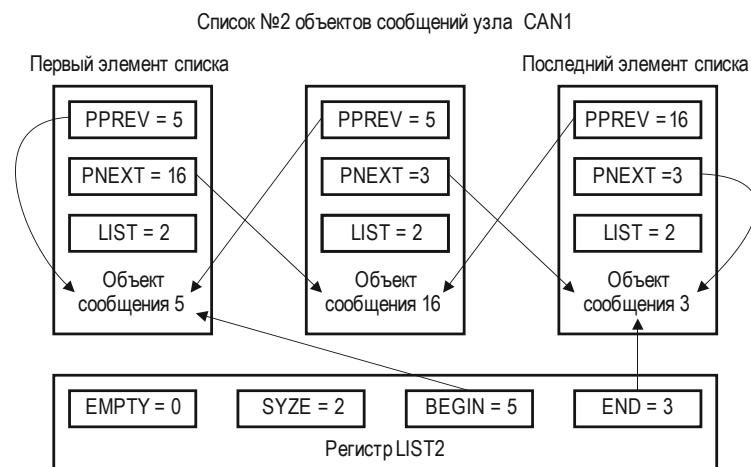 Список №2 объектов сообщений узла CAN1
Первый элемент списка
Последний элемент списка
PPREV = 5
PNEXT = 16
LIST = 2
Объект
сообщения 5
PPREV = 5
PNEXT =3
LIST = 2
Объект
сообщения 16
PPREV =16
PNEXT =3
LIST = 2
Объект
сообщения 3
EMPTY = 0
SYZE = 2
BEGIN = 5
END = 3
Регистр LIST2